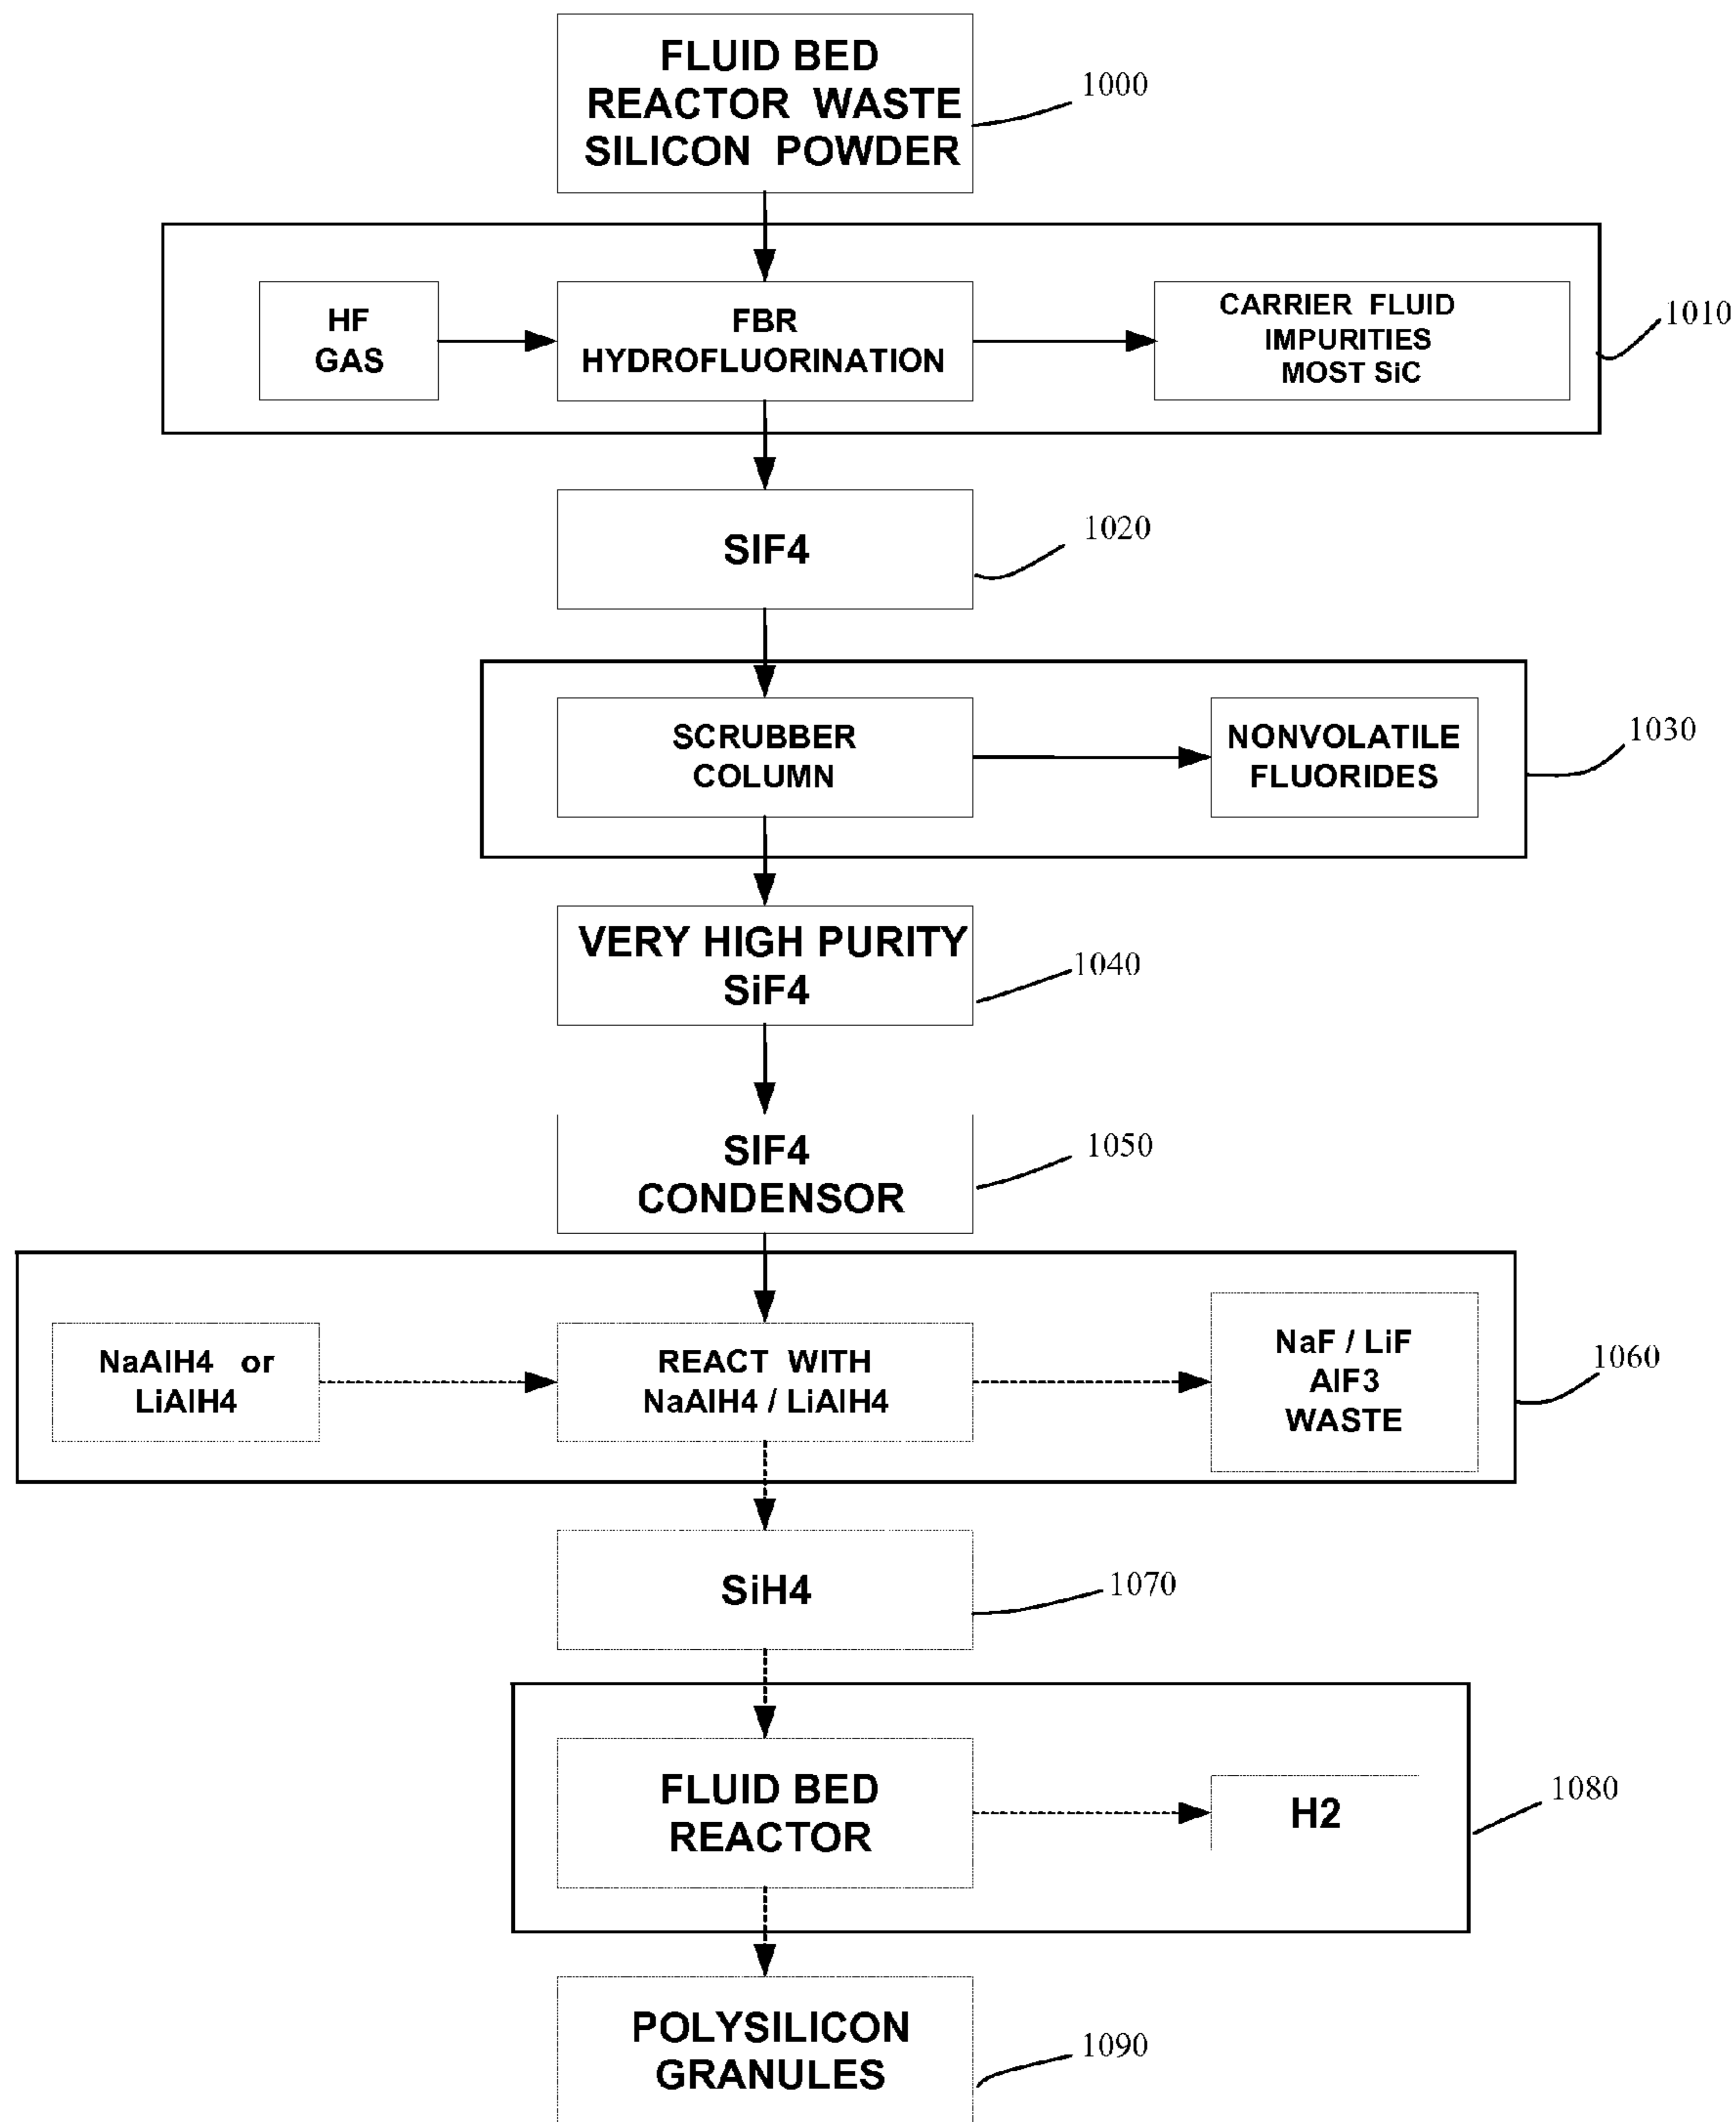 FLUID BED
REACTOR WASTE
SILICON POWDER
1000
HF
GAS
FBR
HYDROFLUORINATION
CARRIER FLUID
IMPURITIES
MOST SiC
1010
SIF4
1020
SCRUBBER
COLUMN
NONVOLATILE
FLUORIDES
1030
VERY HIGH PURITY
SiF4
1040
SIF4
CONDENSOR
1050
NaAlH4 or
LiAlH4
REACT WITH
NaAlH4 / LiAlH4
NaF / LiF
AlF3
WASTE
1060
SiH4
1070
FLUID BED
REACTOR
H2
1080
POLYSILICON
GRANULES
1090